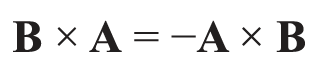 B × A = −A × B